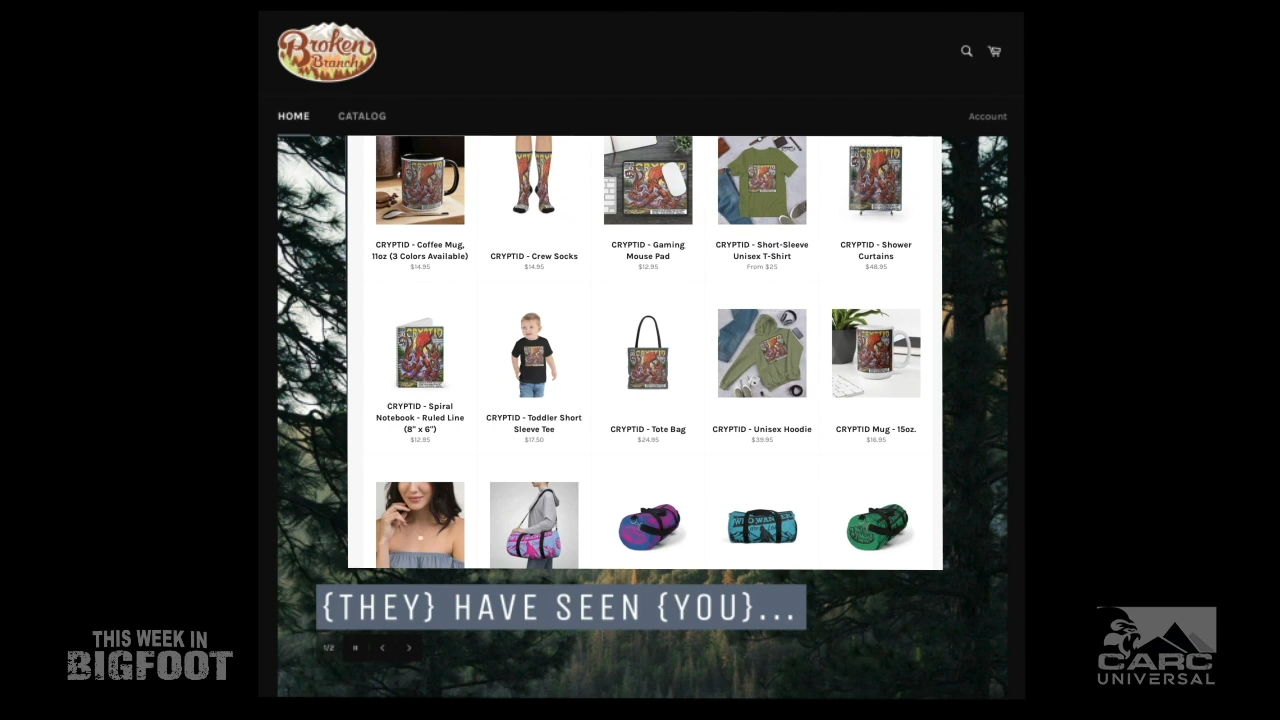 Broken
Branch
HOME
CATALOG
Account
CRYPTID - Coffee Mug,
11oz (3 Colors Available)
$14.95
CRYPTID - Crew Socks
$14.95
CRYPTID - Gaming
Mouse Pad
$12.95
CRYPTID - Short-Sleeve
Unisex T-Shirt
From $25
CRYPTID - Shower
Curtains
$48.95
CRYPTID
CRYPTID - Spiral
Notebook - Ruled Line
(8" x 6")
$12.95
CRYPTID - Toddler Short
Sleeve Tee
$17.50
CRYPTID - Tote Bag
$24.95
CRYPTID - Unisex Hoodie
$39.95
CRYPTID Mug - 15oz.
$16.95
{THEY} HAVE SEEN {YOU}...
1/2
THIS WEEK IN
BIGFOOT
CARC
UNIVERSAL